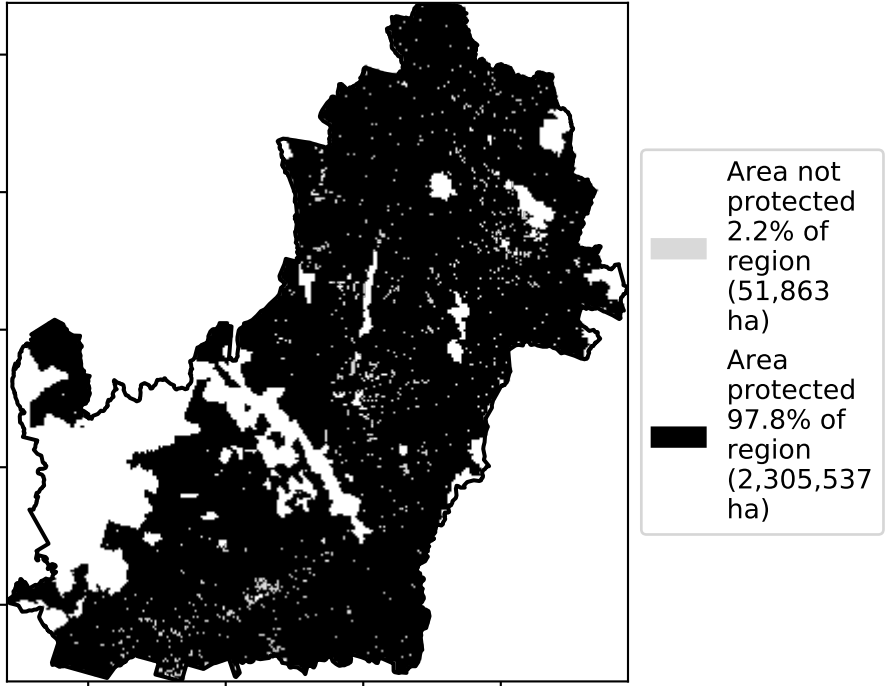 Area not
protected
2.2% of
region
(51,863
ha)
Area
protected
97.8% of
region
(2,305,537
ha)